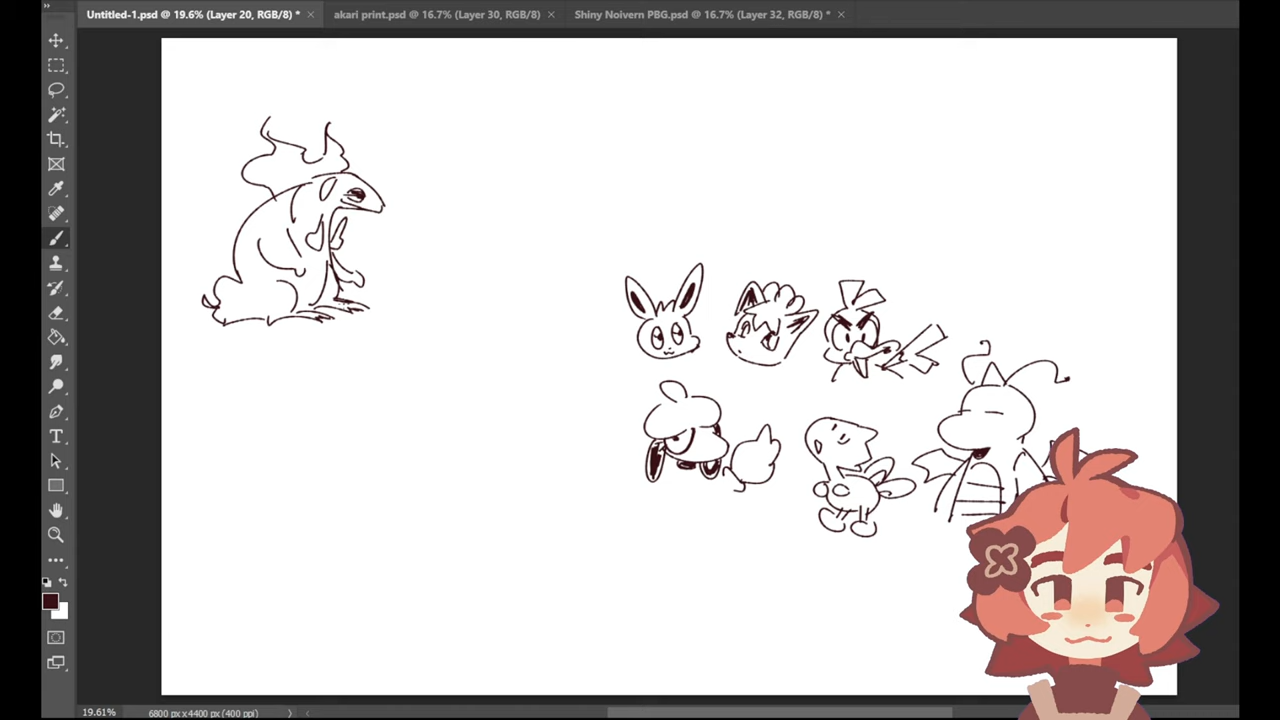 Untitled-1.psd @ 19.6% (Layer 20, RGB/8) * × akari print.psd @ 16.7% (Layer 30, RGB/8) × Shiny Noivern PBG.psd @ 16.7% (Layer 32, RGB/8) * ×
T
19.61% 6800 px x 4400 px (400 ppi)